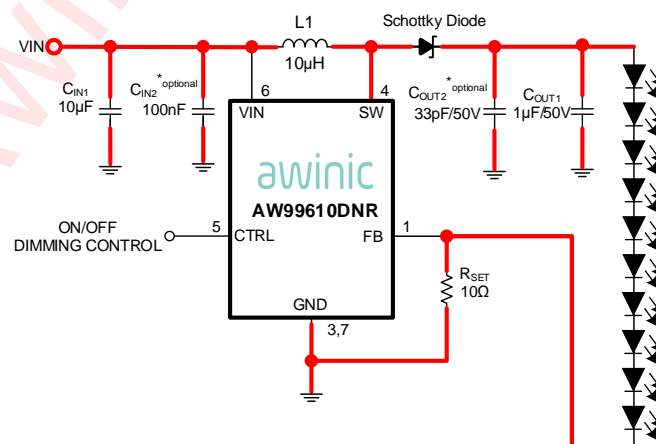 L1
Schottky Diode
VIN
10µH
*optional
*optional
CIN1
10µF
CIN2
100nF
6
4
COUT2
33pF/50V
COUT1
1µF/50V
VIN
SW
awinic
AW99610DNR
ON/OFF
DIMMING CONTROL
5
CTRL
FB
1
RSET
10Ω
GND
3,7